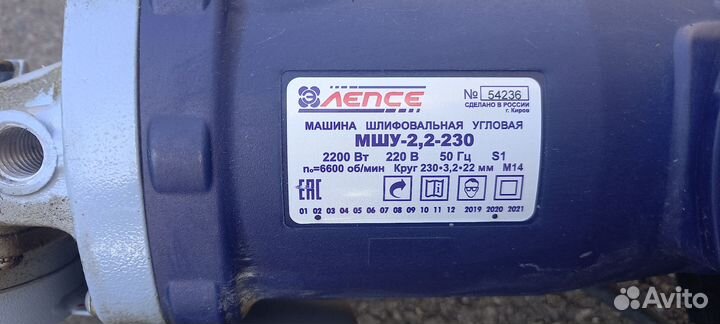 ЛЕПСЕ
№ 54236
СДЕЛАНО В РОССИИ
г. Киров
МАШИНА ШЛИФОВАЛЬНАЯ УГЛОВАЯ
МШУ-2,2-230
2200 Вт 220 В 50 Гц S1
n₀=6600 об/мин Круг 230•3,2•22 мм М14
EAC
01 02 03 04 05 06 07 08 09 10 11 12 2019 2020 2021
Avito